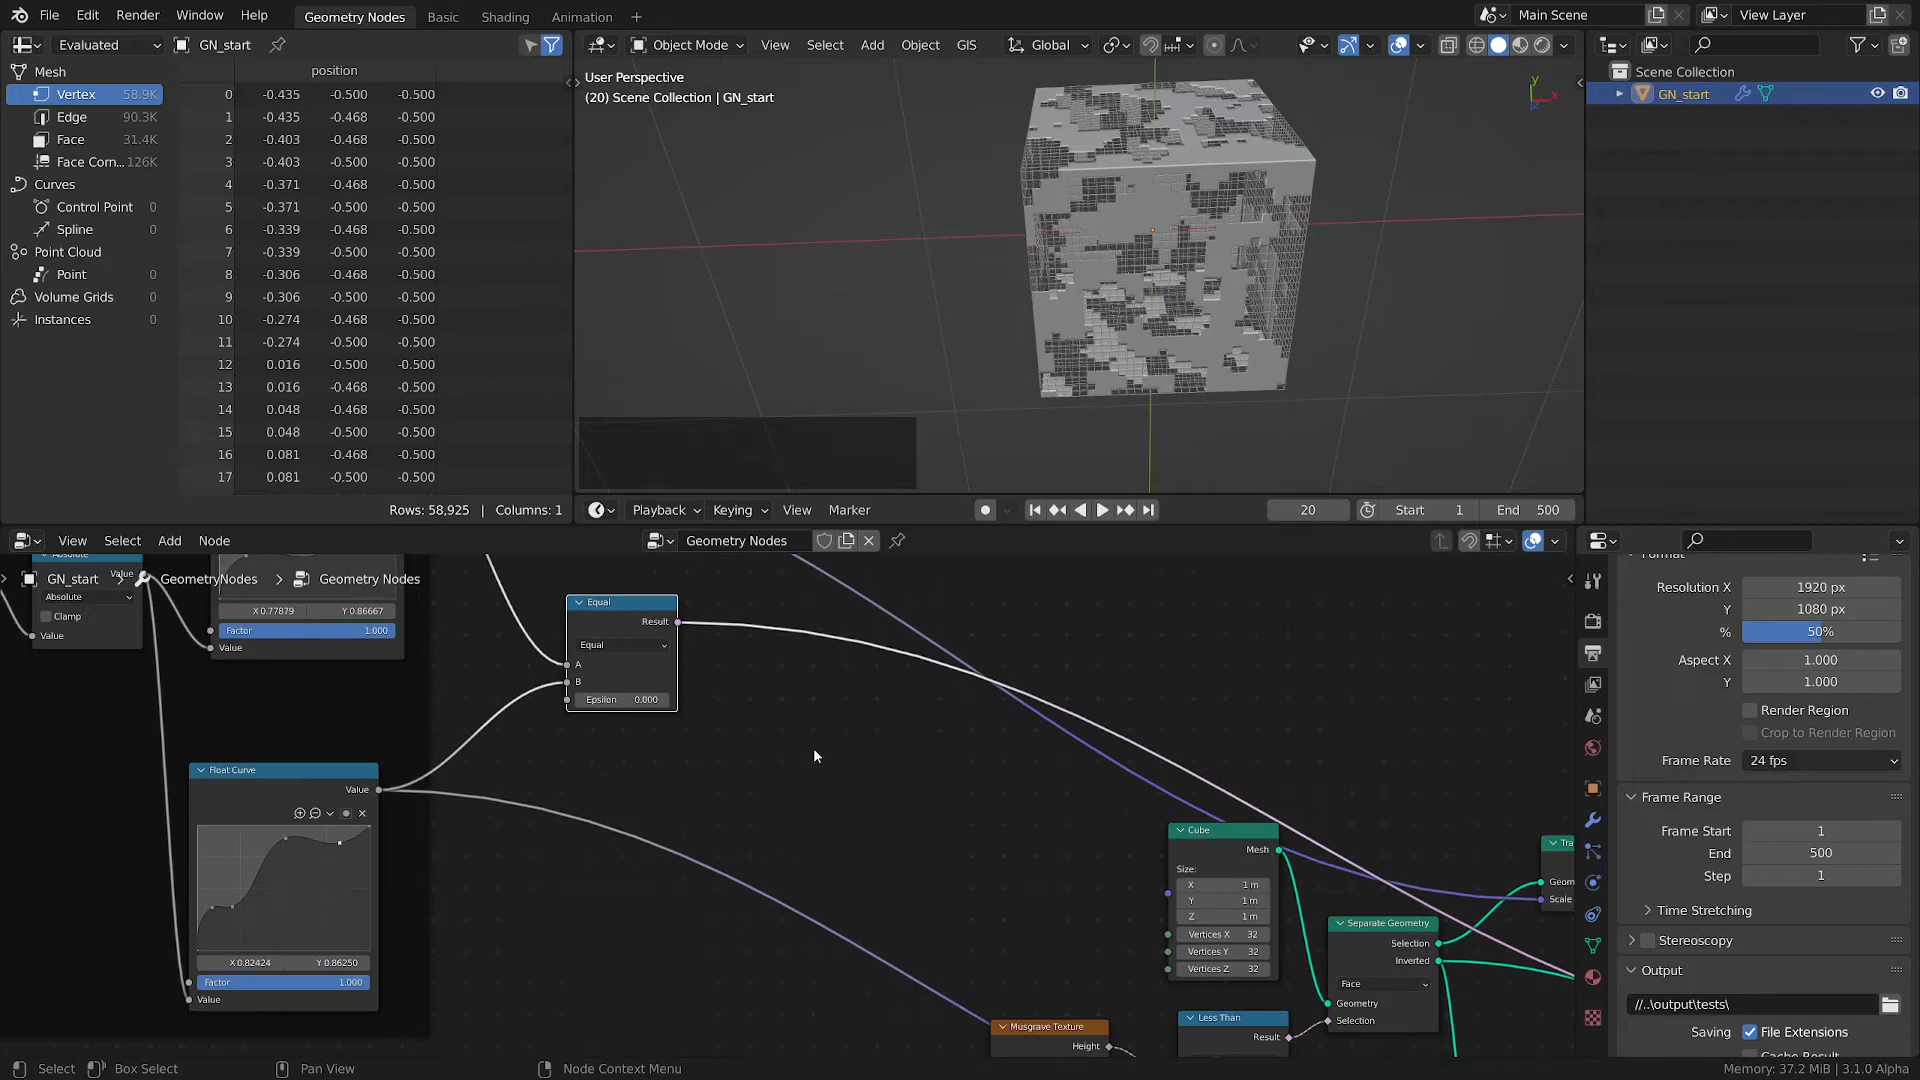 File Edit Render Window Help Geometry Nodes Basic Shading Animation + Main Scene View Layer
Evaluated GN_start Object Mode View Select Add Object GIS Global
Mesh
Vertex 58.9K
Edge 90.3K
Face 31.4K
Face Corn... 126K
Curves
Control Point 0
Spline 0
Point Cloud
Point 0
Volume Grids 0
Instances 0
position
0 -0.435 -0.500 -0.500
1 -0.435 -0.468 -0.500
2 -0.403 -0.468 -0.500
3 -0.403 -0.500 -0.500
4 -0.371 -0.468 -0.500
5 -0.371 -0.500 -0.500
6 -0.339 -0.468 -0.500
7 -0.339 -0.500 -0.500
8 -0.306 -0.468 -0.500
9 -0.306 -0.500 -0.500
10 -0.274 -0.468 -0.500
11 -0.274 -0.500 -0.500
12 0.016 -0.500 -0.500
13 0.016 -0.468 -0.500
14 0.048 -0.468 -0.500
15 0.048 -0.500 -0.500
16 0.081 -0.468 -0.500
17 0.081 -0.500 -0.500
Rows: 58,925 | Columns: 1
User Perspective
(20) Scene Collection | GN_start
Y
X
Scene Collection
GN_start
Playback Keying View Marker 20 Start 1 End 500
View Select Add Node Geometry Nodes
GN_start > GeometryNodes > Geometry Nodes
Absolute
Value
Absolute
Clamp
Value
X 0.77879 Y 0.86667
Factor 1.000
Value
Equal
Result
Equal
A
B
Epsilon 0.000
Float Curve
Value
X 0.82424 Y 0.86250
Factor 1.000
Value
Cube
Mesh
Size:
X 1 m
Y 1 m
Z 1 m
Vertices X 32
Vertices Y 32
Vertices Z 32
Separate Geometry
Selection
Inverted
Face
Geometry
Selection
Less Than
Result
Musgrave Texture
Height
Tra
Geom
Scale
Format
Resolution X 1920 px
Y 1080 px
% 50%
Aspect X 1.000
Y 1.000
Render Region
Crop to Render Region
Frame Rate 24 fps
Frame Range
Frame Start 1
End 500
Step 1
Time Stretching
Stereoscopy
Output
//..\output\tests\
Saving File Extensions
Cache Result
Select Box Select Pan View Node Context Menu Memory: 37.2 MiB | 3.1.0 Alpha